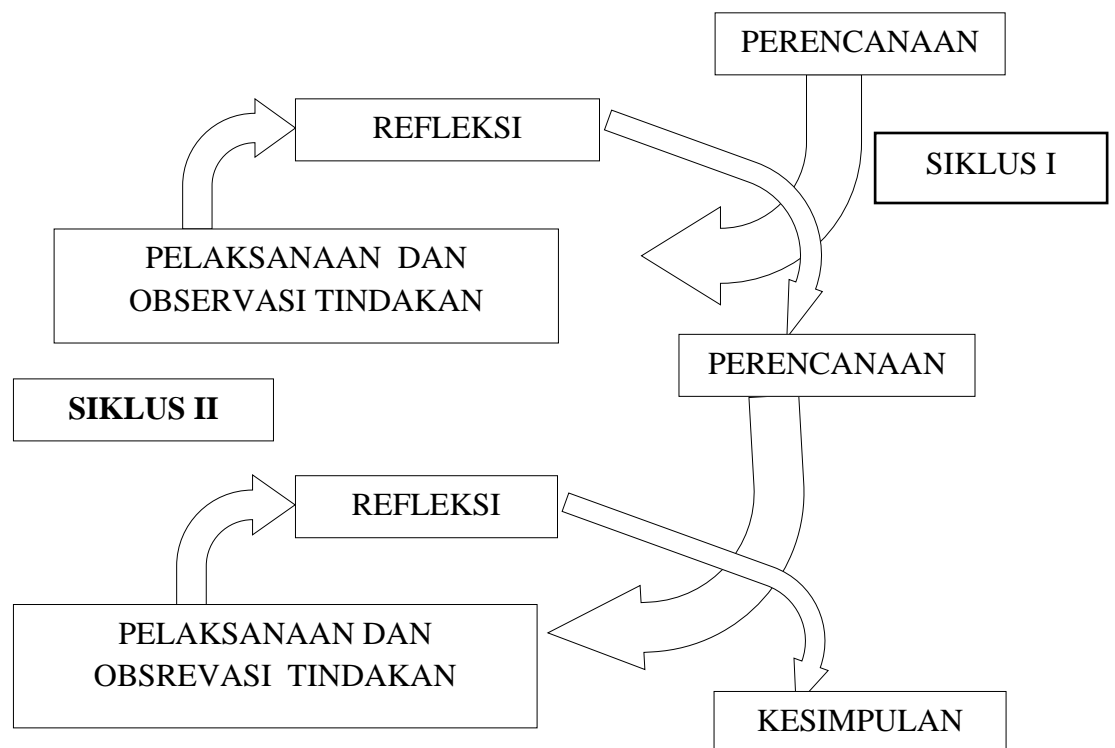 PERENCANAAN
REFLEKSI
SIKLUS I
PELAKSANAAN DAN
OBSERVASI TINDAKAN
PERENCANAAN
SIKLUS II
REFLEKSI
PELAKSANAAN DAN
OBSREVASI TINDAKAN
KESIMPULAN